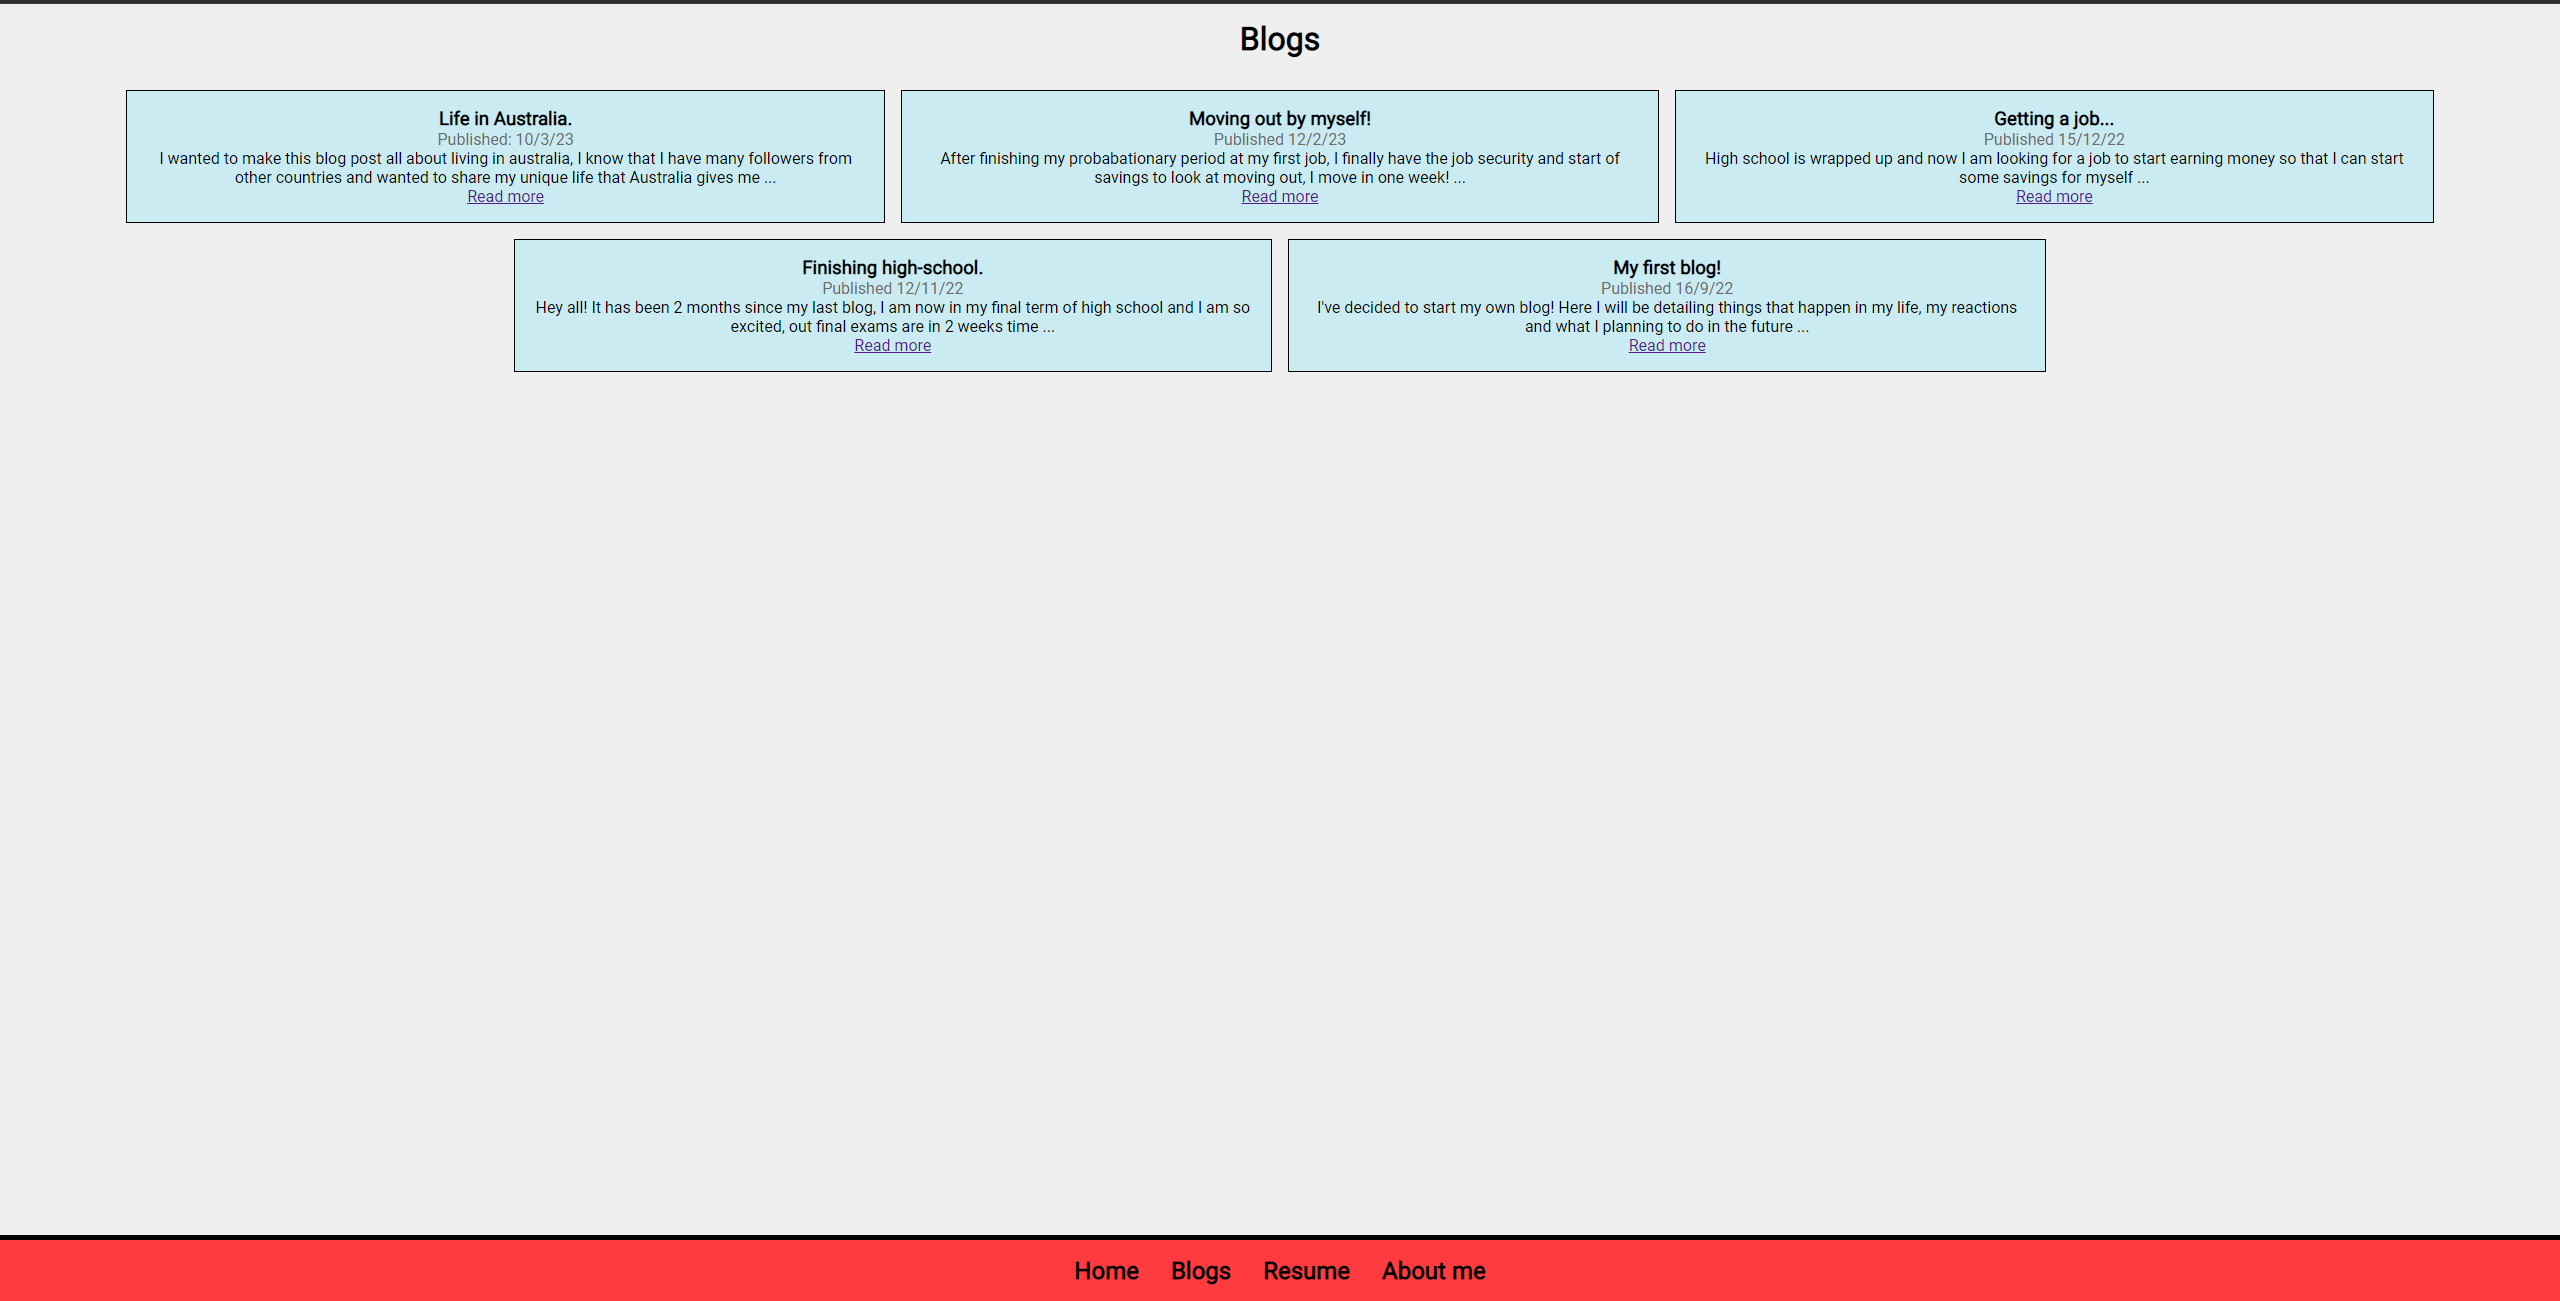 Blogs
Life in Australia.
Published: 10/3/23
I wanted to make this blog post all about living in australia, I know that I have many followers from
other countries and wanted to share my unique life that Australia gives me ...
Read more
Moving out by myself!
Published 12/2/23
After finishing my probabationary period at my first job, I finally have the job security and start of
savings to look at moving out, I move in one week! ...
Read more
Getting a job...
Published 15/12/22
High school is wrapped up and now I am looking for a job to start earning money so that I can start
some savings for myself ...
Read more
Finishing high-school.
Published 12/11/22
Hey all! It has been 2 months since my last blog, I am now in my final term of high school and I am so
excited, out final exams are in 2 weeks time ...
Read more
My first blog!
Published 16/9/22
I've decided to start my own blog! Here I will be detailing things that happen in my life, my reactions
and what I planning to do in the future ...
Read more
Home Blogs Resume About me